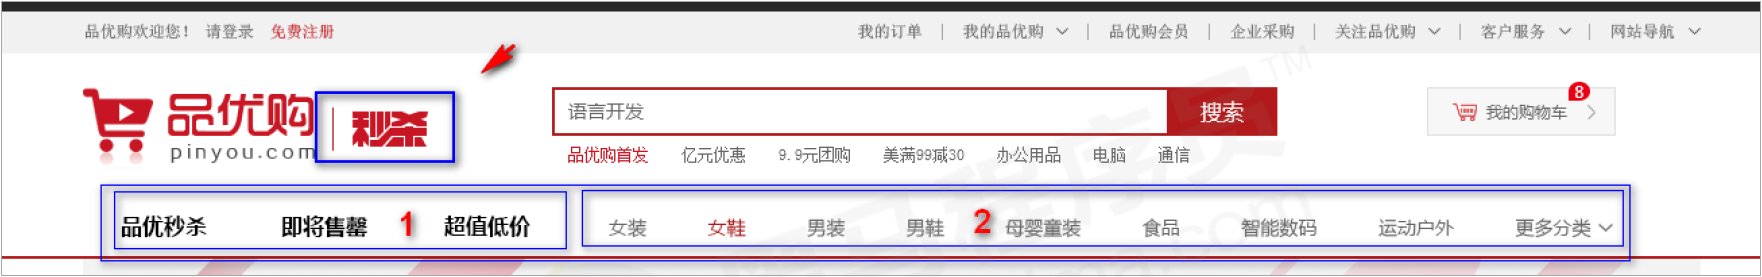 品优购欢迎您！ 请登录 免费注册 我的订单 我的品优购 品优购会员 企业采购 关注品优购 客户服务 网站导航
品优购 秒杀 语言开发 搜索 我的购物车 8
pinyou.com
品优购首发 亿元优惠 9.9元团购 美满99减30 办公用品 电脑 通信
品优秒杀 即将售罄 1 超值低价 女装 女鞋 男装 男鞋 2 母婴童装 食品 智能数码 运动户外 更多分类